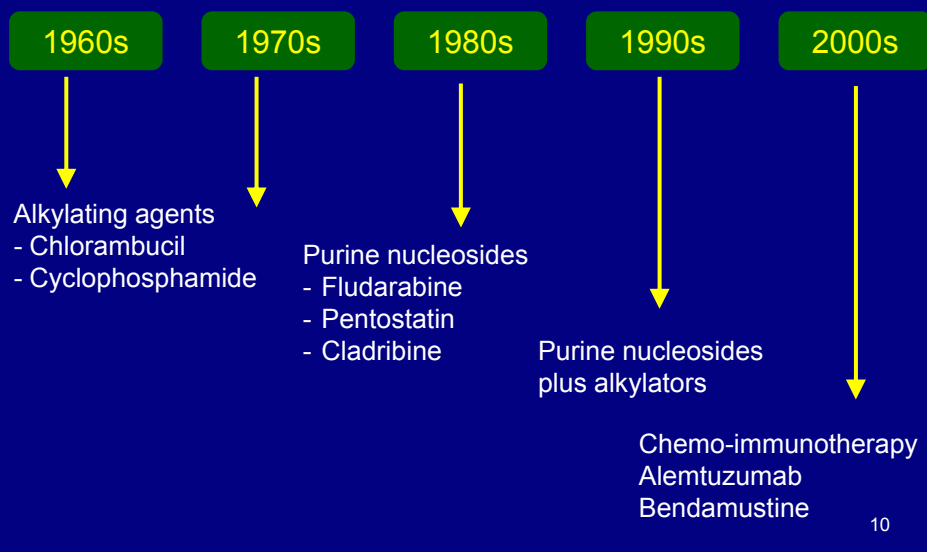 1960s
1970s
1980s
1990s
2000s
Alkylating agents
- Chlorambucil
- Cyclophosphamide
Purine nucleosides
- Fludarabine
- Pentostatin
- Cladribine
Purine nucleosides
plus alkylators
Chemo-immunotherapy
Alemtuzumab
Bendamustine
10